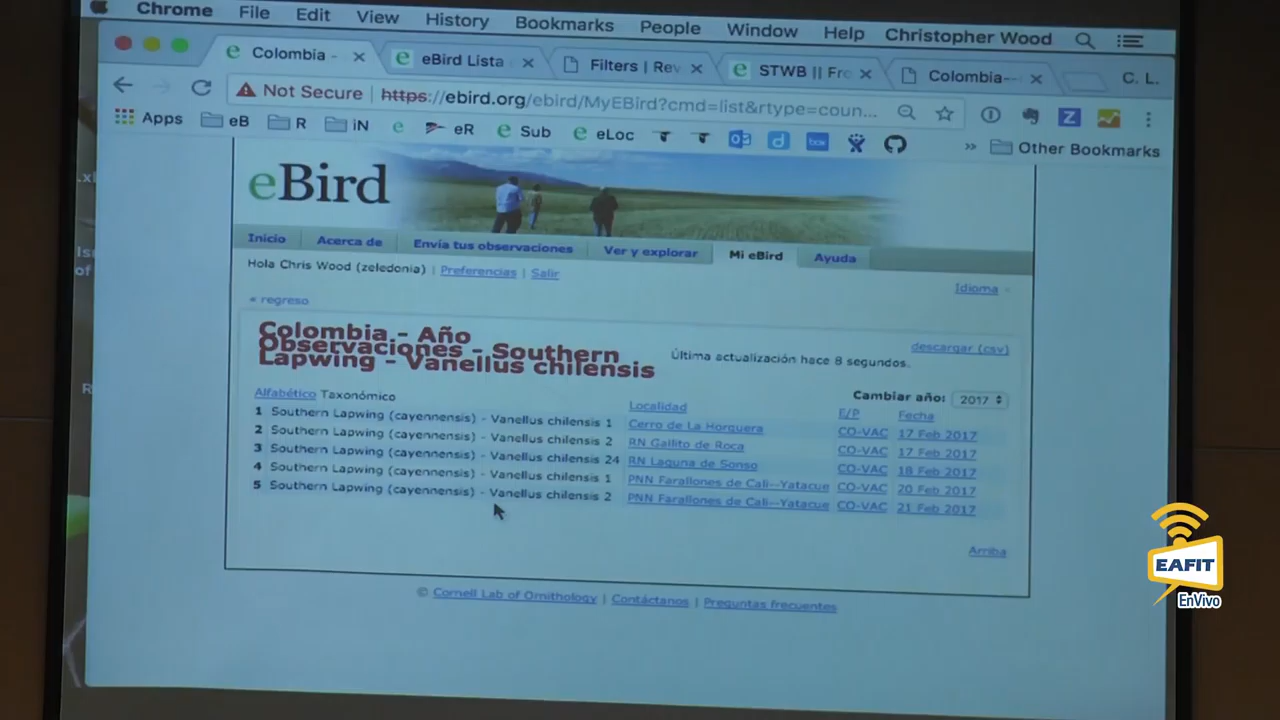 Chrome File Edit View History Bookmarks People Window Help Christopher Wood
Colombia - eBird Lista Filters | Rev STWB || Fre Colombia-- C. L.
Not Secure | https://ebird.org/ebird/MyEBird?cmd=list&rtype=coun...
Apps eB R iN eR Sub eLoc box » Other Bookmarks
eBird
Inicio Acerca de Envía tus observaciones Ver y explorar Mi eBird Ayuda
Hola Chris Wood (zeledonia) | Preferencias | Salir
Idioma
« regreso
Colombia - Año
Observaciones - Southern
Lapwing - Vanellus chilensis
Última actualización hace 8 segundos.
descargar (csv)
Cambiar año: 2017
Alfabético Taxonómico Localidad E/P Fecha
1 Southern Lapwing (cayennensis) - Vanellus chilensis 1 Cerro de La Horquera CO-VAC 17 Feb 2017
2 Southern Lapwing (cayennensis) - Vanellus chilensis 2 RN Gallito de Roca CO-VAC 17 Feb 2017
3 Southern Lapwing (cayennensis) - Vanellus chilensis 24 RN Laguna de Sonso CO-VAC 18 Feb 2017
4 Southern Lapwing (cayennensis) - Vanellus chilensis 1 PNN Farallones de Cali--Yatacue CO-VAC 20 Feb 2017
5 Southern Lapwing (cayennensis) - Vanellus chilensis 2 PNN Farallones de Cali--Yatacue CO-VAC 21 Feb 2017
Arriba
© Cornell Lab of Ornithology | Contáctanos | Preguntas frecuentes
EAFIT
EnVivo